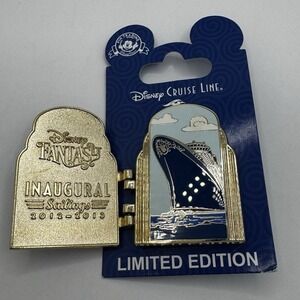 Disney
FANTASY
INAUGURAL
Sailings
2012-2013
DISNEY CRUISE LINE
LIMITED EDITION